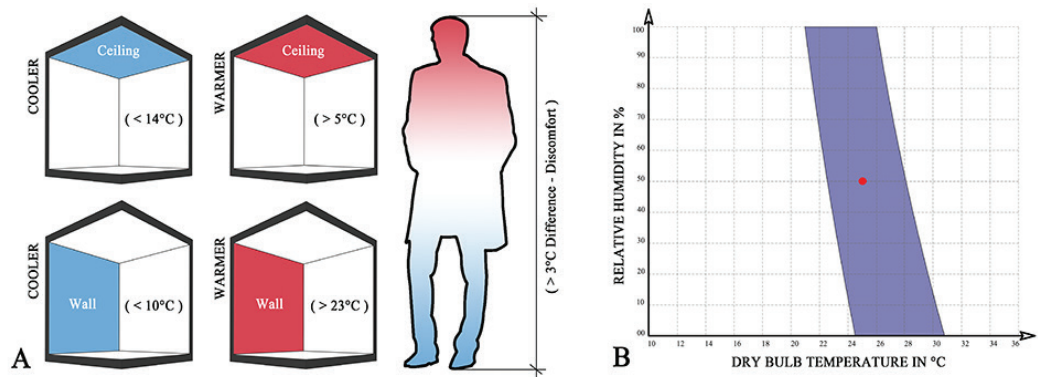 COOLER
Ceiling
( < 14°C )
WARMER
Ceiling
( > 5°C )
COOLER
Wall
( < 10°C )
WARMER
Wall
( > 23°C )
( > 3°C Difference - Discomfort )
A
RELATIVE HUMIDITY IN %
100
90
80
70
60
50
40
30
20
10
00
10 12 14 16 18 20 22 24 26 28 30 32 34 36
DRY BULB TEMPERATURE IN °C
B